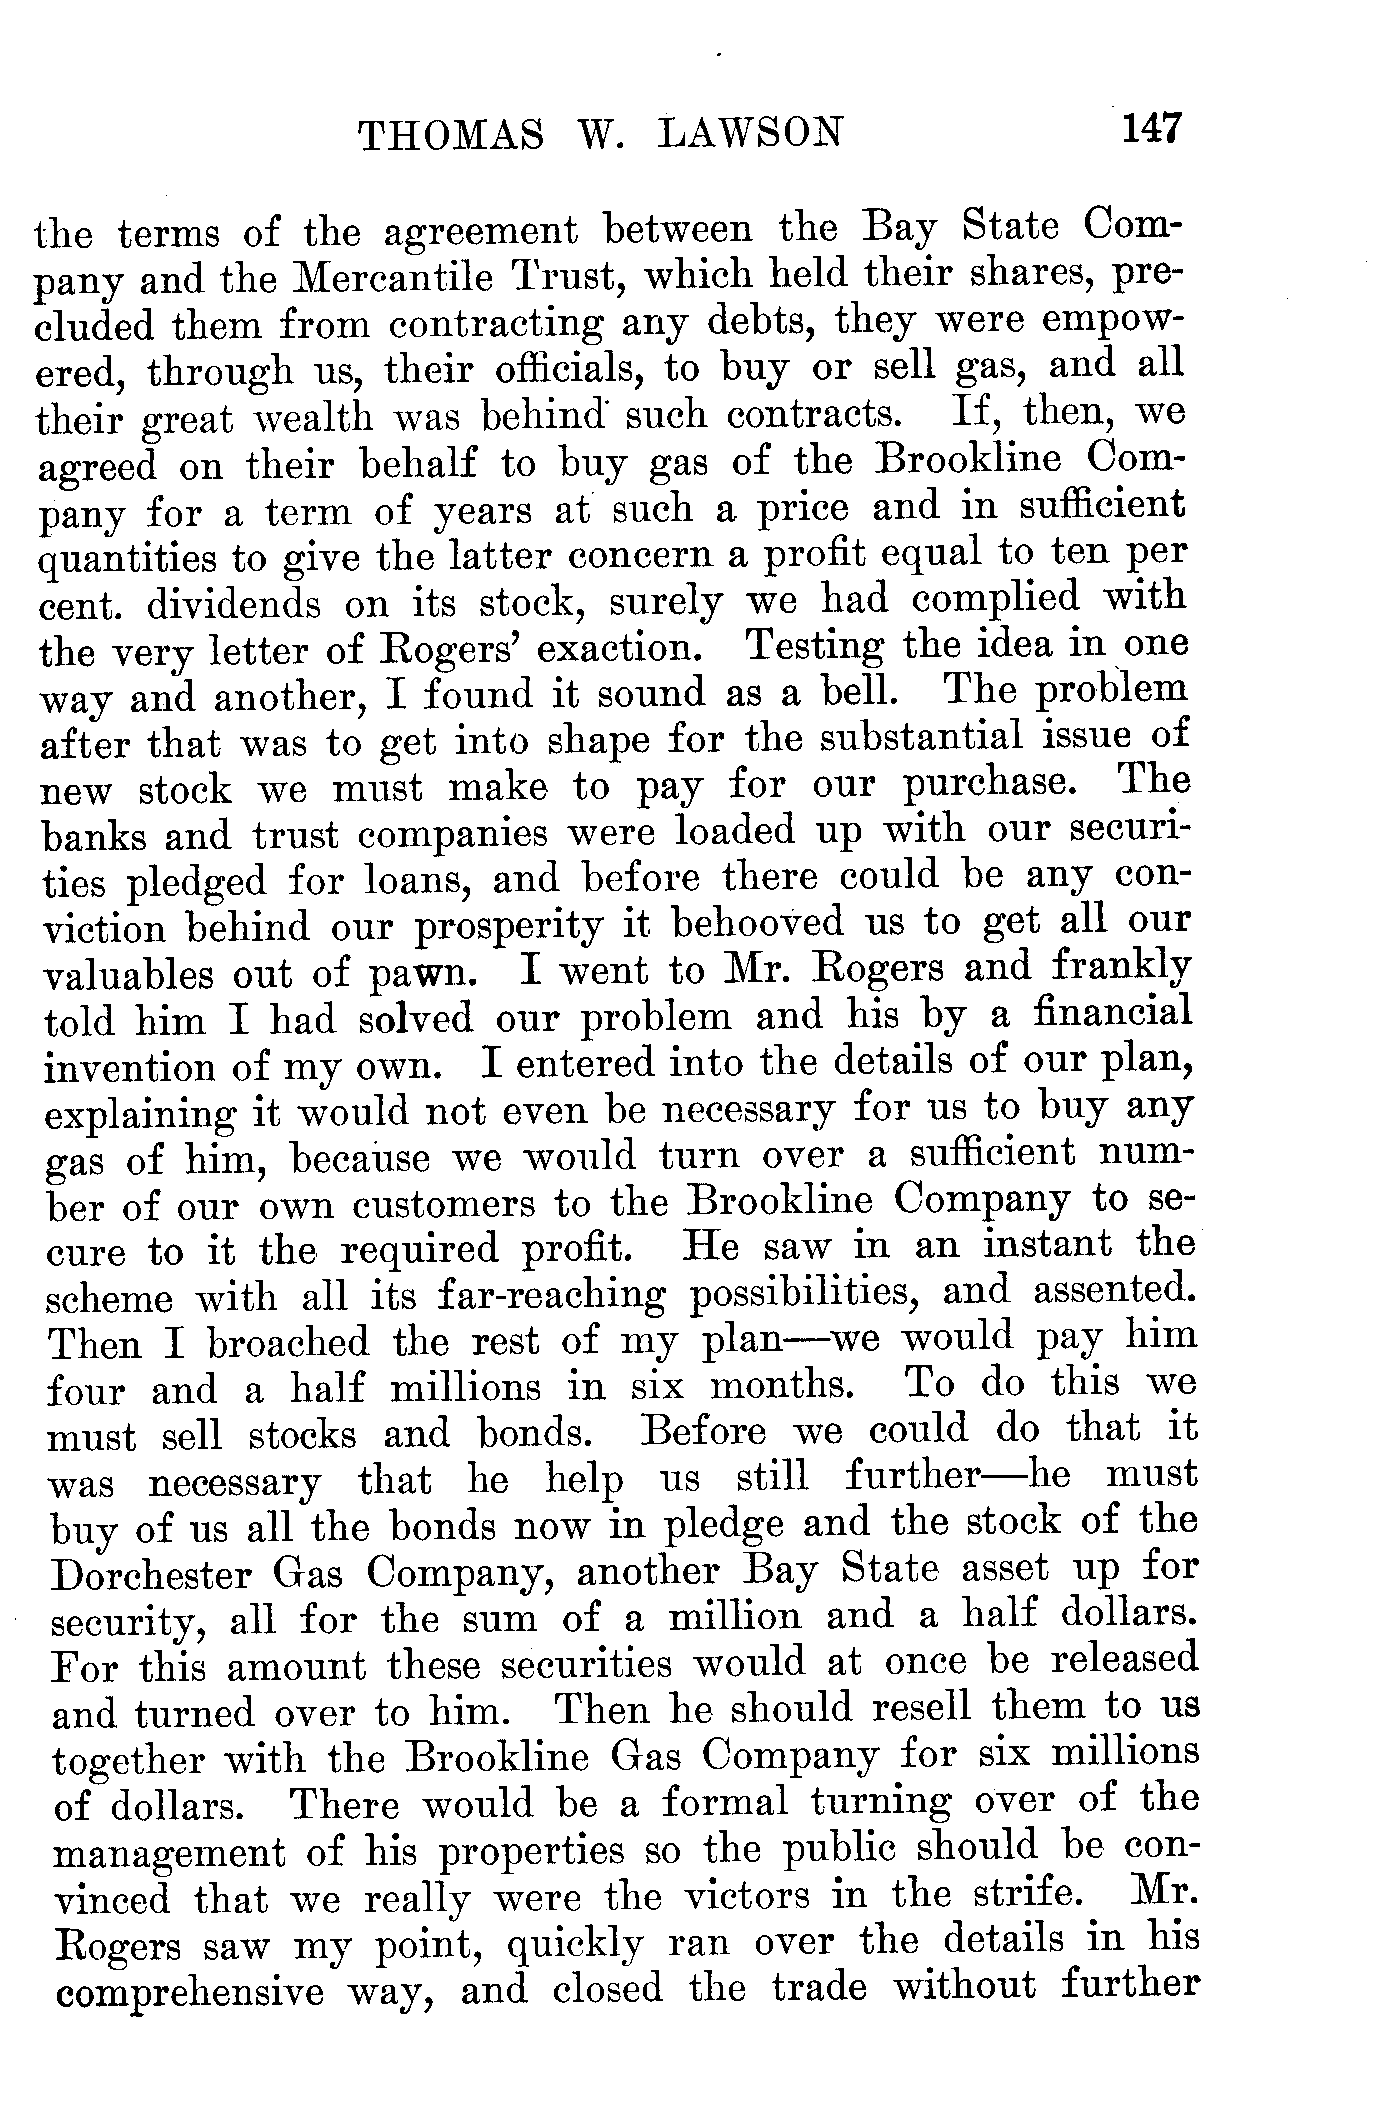 THOMAS W. LAWSON 147
the terms of the agreement between the Bay State Com-
pany and the Mercantile Trust, which held their shares, pre-
cluded them from contracting any debts, they were empow-
ered, through us, their officials, to buy or sell gas, and all
their great wealth was behind such contracts. If, then, we
agreed on their behalf to buy gas of the Brookline Com-
pany for a term of years at such a price and in sufficient
quantities to give the latter concern a profit equal to ten per
cent. dividends on its stock, surely we had complied with
the very letter of Rogers' exaction. Testing the idea in one
way and another, I found it sound as a bell. The problem
after that was to get into shape for the substantial issue of
new stock we must make to pay for our purchase. The
banks and trust companies were loaded up with our securi-
ties pledged for loans, and before there could be any con-
viction behind our prosperity it behooved us to get all our
valuables out of pawn. I went to Mr. Rogers and frankly
told him I had solved our problem and his by a financial
invention of my own. I entered into the details of our plan,
explaining it would not even be necessary for us to buy any
gas of him, because we would turn over a sufficient num-
ber of our own customers to the Brookline Company to se-
cure to it the required profit. He saw in an instant the
scheme with all its far-reaching possibilities, and assented.
Then I broached the rest of my plan—we would pay him
four and a half millions in six months. To do this we
must sell stocks and bonds. Before we could do that it
was necessary that he help us still further—he must
buy of us all the bonds now in pledge and the stock of the
Dorchester Gas Company, another Bay State asset up for
security, all for the sum of a million and a half dollars.
For this amount these securities would at once be released
and turned over to him. Then he should resell them to us
together with the Brookline Gas Company for six millions
of dollars. There would be a formal turning over of the
management of his properties so the public should be con-
vinced that we really were the victors in the strife. Mr.
Rogers saw my point, quickly ran over the details in his
comprehensive way, and closed the trade without further